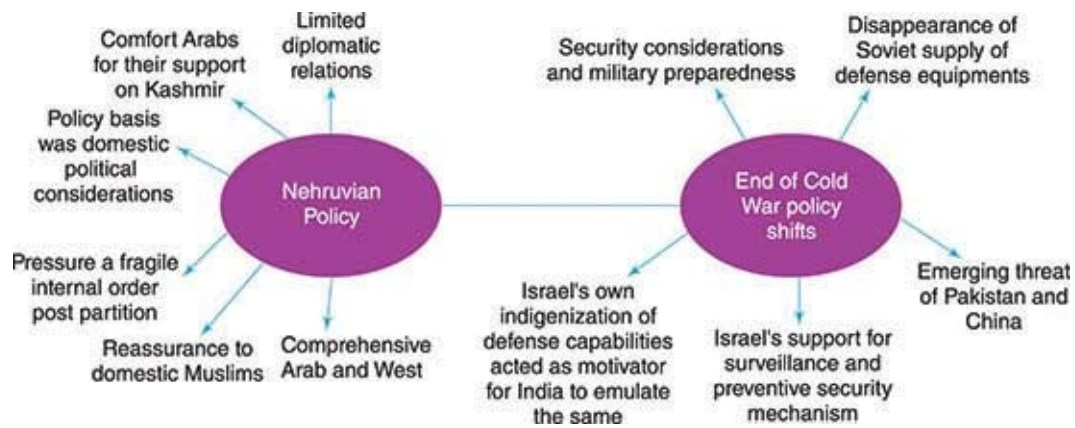 Comfort Arabs
for their support
on Kashmir
Limited
diplomatic
relations
Policy basis
was domestic
political
considerations
Nehruvian
Policy
Pressure a fragile
internal order
post partition
Reassurance to
domestic Muslims
Comprehensive
Arab and West
Security considerations
and military preparedness
Disappearance of
Soviet supply of
defense equipments
End of Cold
War policy
shifts
Emerging threat
of Pakistan and
China
Israel's own
indigenization of
defense capabilities
acted as motivator
for India to emulate
the same
Israel's support for
surveillance and
preventive security
mechanism